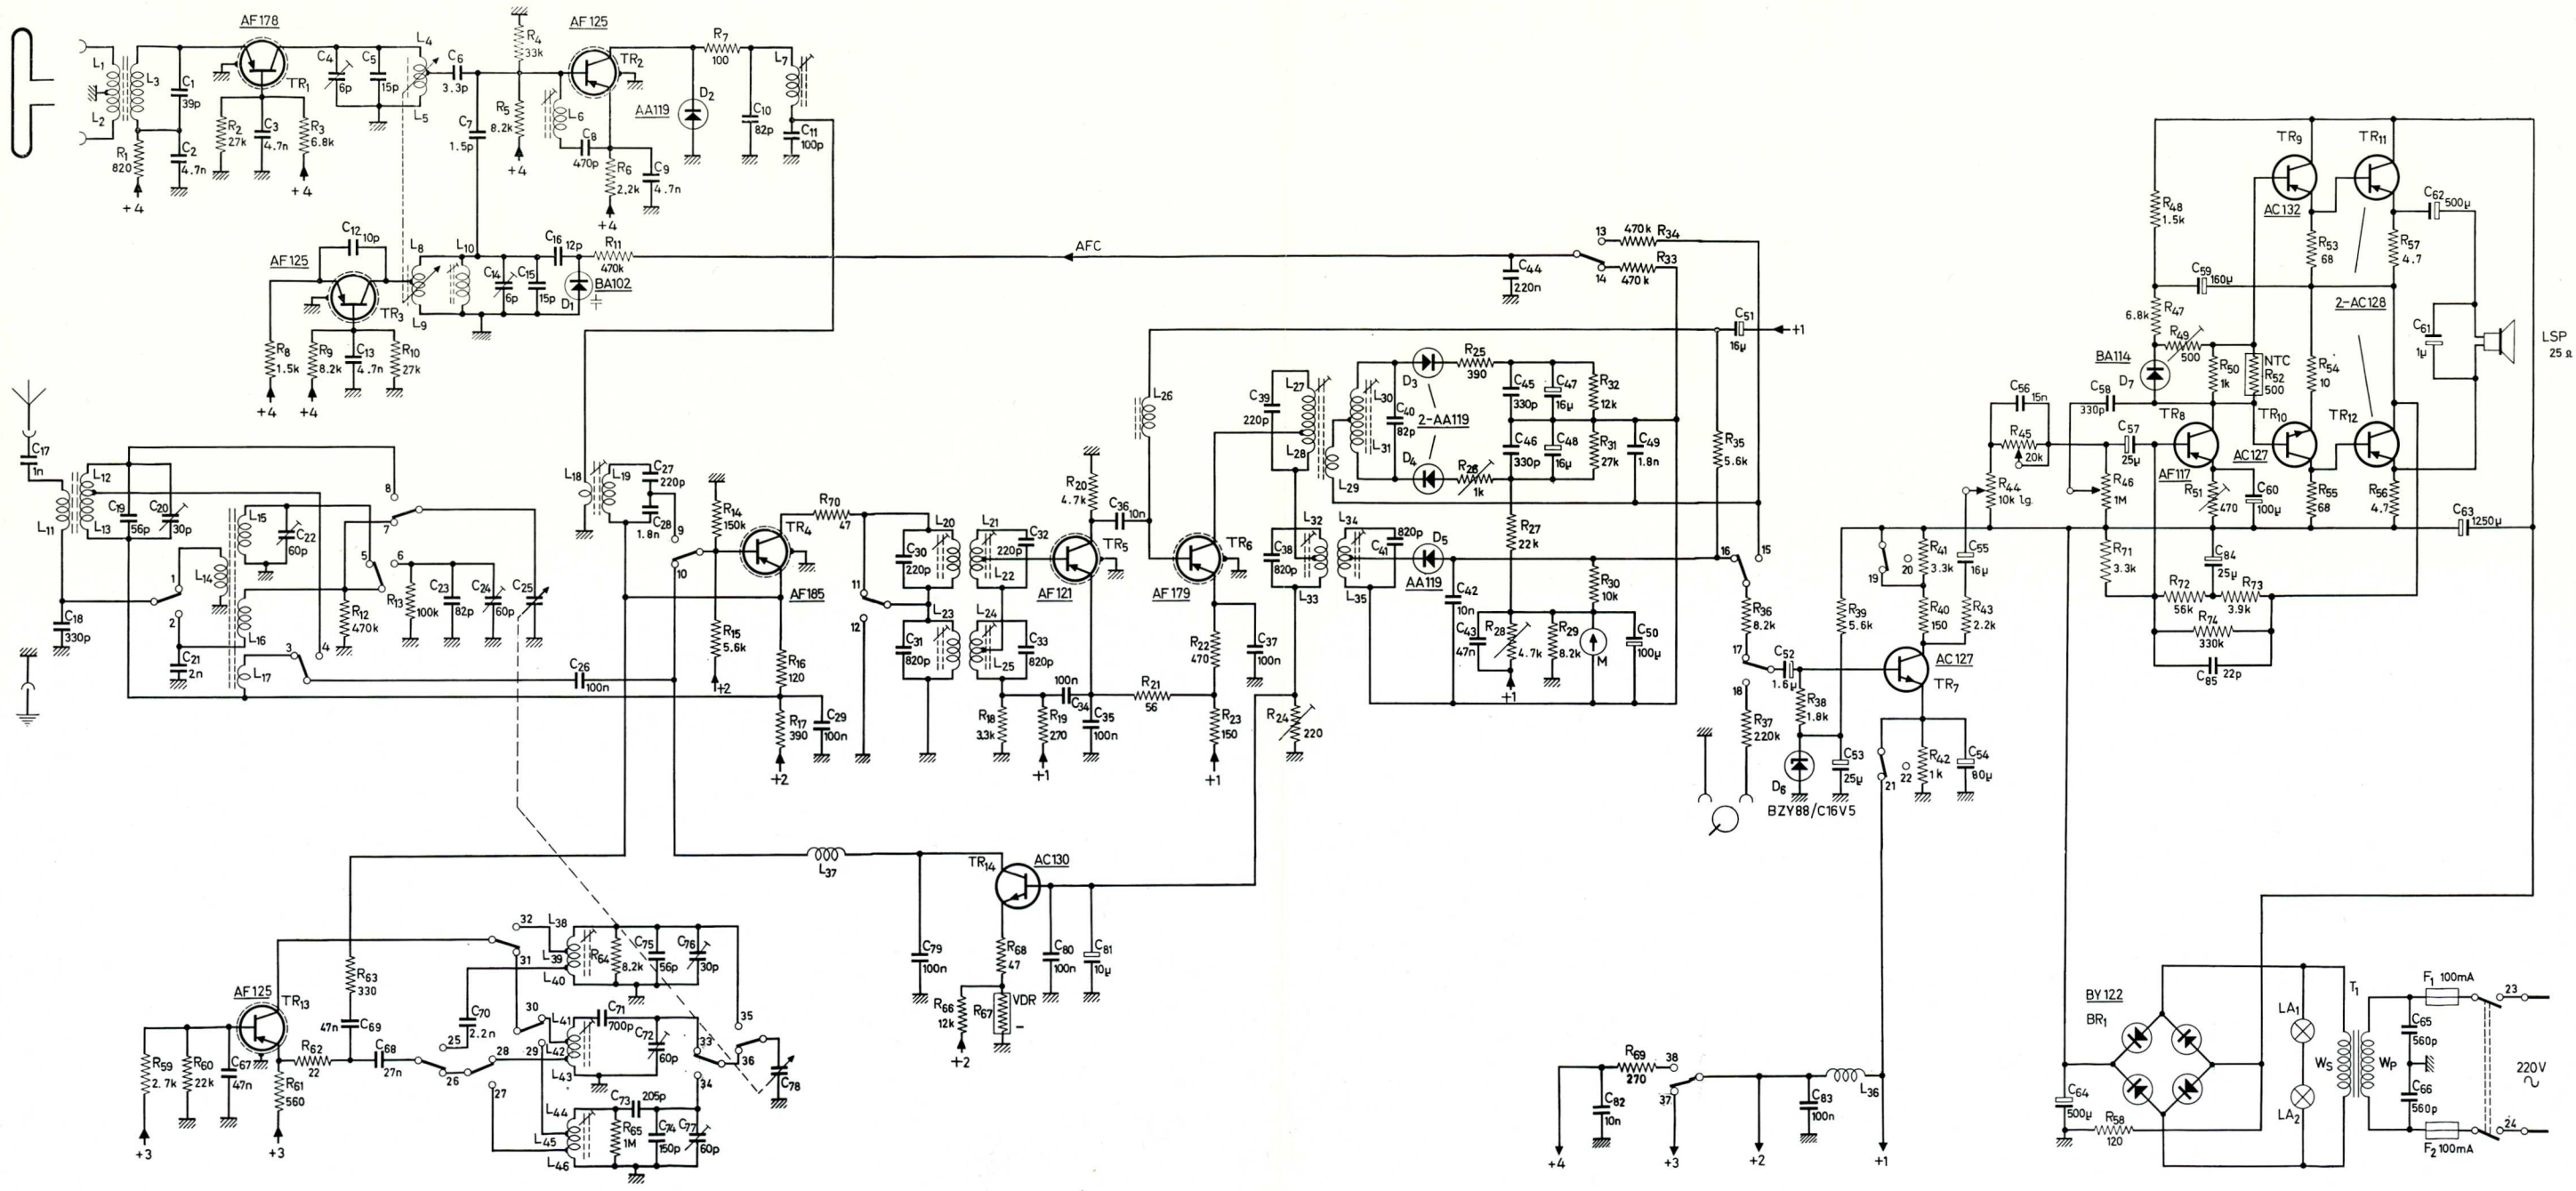 AF178
TR1
L1
L2
L3
C1
39p
C2
4.7n
R1
820
+4
R2
27k
C3
4.7n
R3
6.8k
+4
C4
6p
C5
15p
L4
L5
C6
3.3p
C7
1.5p
R4
33k
R5
8.2k
+4
AF125
TR2
L6
C8
470p
R6
2,2k
+4
C9
4.7n
AA119
D2
R7
100
C10
82p
L7
C11
100p
C12 10p
AF125
TR3
R8
1.5k
+4
R9
8.2k
+4
C13
4.7n
R10
27k
L8
L9
L10
C14
6p
C15
15p
C16 12p
D1
BA102
R11
470k
AFC
C44
220n
13
470k R34
14
R33
470k
C17
1n
L11
C18
330p
L12
L13
C19
56p
C20
30p
1
2
L14
C21
2n
L15
L16
L17
C22
60p
3
4
5
6
7
8
R12
470k
R13
100k
C23
82p
C24
60p
C25
C26
100n
L18
L19
C27
220p
C28
1.8n
9
10
R14
150k
R15
5.6k
+2
TR4
AF185
R16
120
R17
390
+2
C29
100n
R70
47
11
12
C30
220p
L20
L21
C32
220p
L22
L23
C31
820p
L24
L25
C33
820p
R18
3.3k
R19
270
+1
100n
C34
C35
100n
R20
4.7k
TR5
AF121
C36 10n
R21
56
L26
TR6
AF179
R22
470
R23
150
+1
C37
100n
C39
220p
L27
L28
L29
L30
L31
C40
82p
C38
820p
L32
L33
L34
L35
820p
C41
R24
220
D3
2-AA119
D4
D5
AA119
R25
390
R26
1k
C45
330p
C47
16µ
R32
12k
C46
330p
C48
16µ
R31
27k
C49
1.8n
R27
22k
C42
10n
C43
47n
R28
4.7k
+1
R29
8.2k
R30
10k
M
C50
100µ
C51
16µ
+1
R35
5.6k
16
15
R36
8.2k
17
18
R37
220k
C52
1.6µ
R38
1.8k
R39
5.6k
D6
BZY88/C16V5
C53
25µ
19
20
R41
3.3k
R40
150
C55
16µ
R43
2.2k
AC127
TR7
21
22
R42
1k
C54
80µ
C56
15n
R45
20k
R44
10k lg.
R46
1M
C57
25µ
C58
330p
BA114
D7
R48
1.5k
R47
6.8k
R49
500
C59
160µ
R50
1k
NTC
R52
500
TR8
AF117
R51
470
C60
100µ
TR9
AC132
TR11
R53
68
R57
4.7
2-AC128
R54
10
TR10
AC127
TR12
R55
68
R56
4.7
C62 500µ
C61
1µ
LSP
25 Ω
C63
1250µ
R71
3.3k
C84
25µ
R72
56k
R73
3.9k
R74
330k
C85 22p
L37
C79
100n
TR14
AC130
R68
47
R66
12k
+2
R67
VDR
–
C80
100n
C81
10µ
AF125
TR13
R59
2.7k
+3
R60
22k
C67
47n
R61
560
+3
R62
22
R63
330
47n C69
C68
27n
C70
2.2n
25
26
27
28
29
30
31
32
L38
L39
L40
R64
8.2k
C75
56p
C76
30p
L41
L42
L43
C71
700p
C72
60p
L44
L45
L46
C73 205p
R65
1M
C74
150p
C77
60p
33
34
35
36
C78
R69
270
38
37
C82
10n
+4
+3
+2
C83
100n
L36
+1
BY122
BR1
C64
500µ
R58
120
LA1
LA2
T1
WS
WP
C65
560p
C66
560p
F1 100mA
F2 100mA
23
24
220V
~